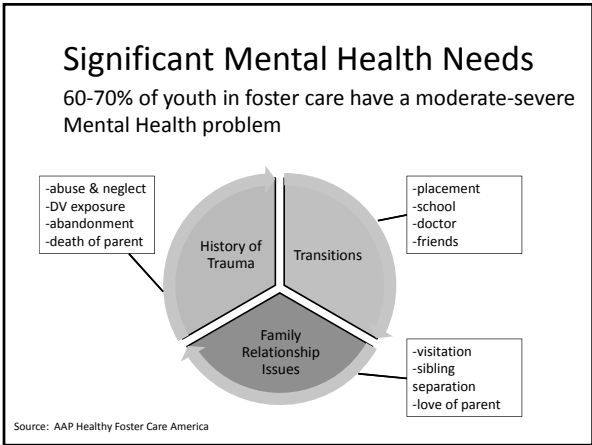 Significant Mental Health Needs
60-70% of youth in foster care have a moderate-severe
Mental Health problem
-abuse & neglect
-DV exposure
-abandonment
-death of parent
History of
Trauma
Transitions
-placement
-school
-doctor
-friends
Family
Relationship
Issues
-visitation
-sibling
separation
-love of parent
Source: AAP Healthy Foster Care America